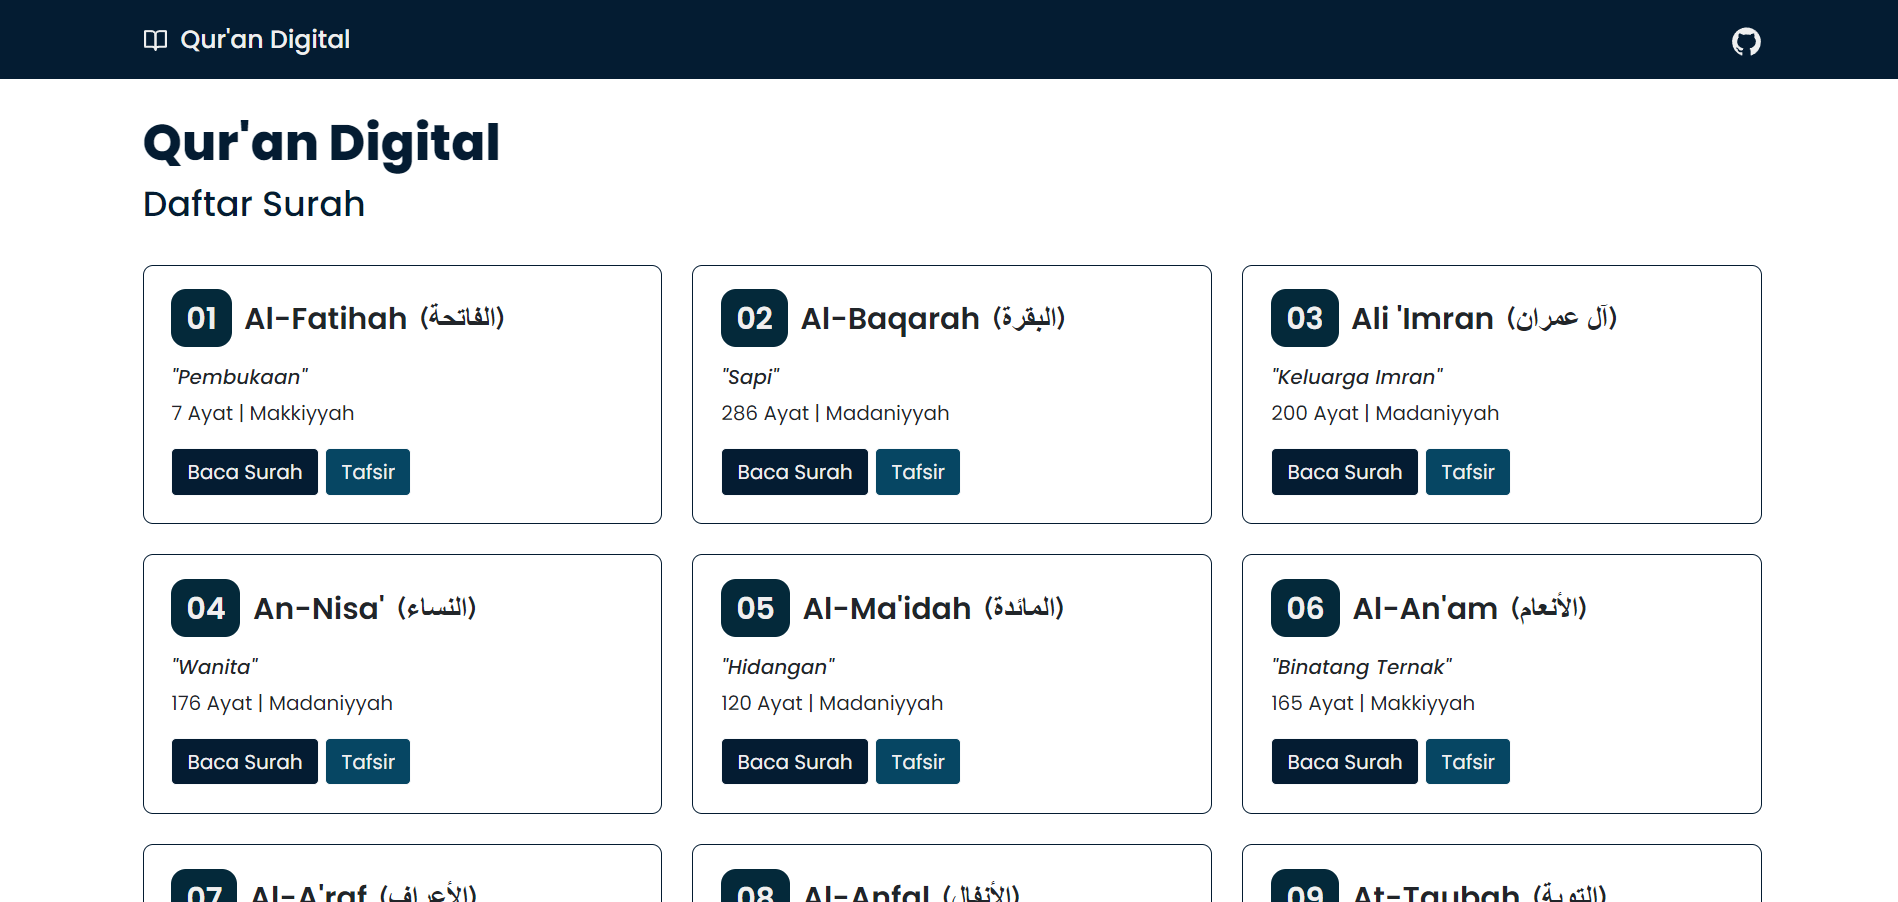 Qur'an Digital
Qur'an Digital
Daftar Surah
01 Al-Fatihah (الفاتحة)
"Pembukaan"
7 Ayat | Makkiyyah
Baca Surah Tafsir
02 Al-Baqarah (البقرة)
"Sapi"
286 Ayat | Madaniyyah
Baca Surah Tafsir
03 Ali 'Imran (آل عمران)
"Keluarga Imran"
200 Ayat | Madaniyyah
Baca Surah Tafsir
04 An-Nisa' (النساء)
"Wanita"
176 Ayat | Madaniyyah
Baca Surah Tafsir
05 Al-Ma'idah (المائدة)
"Hidangan"
120 Ayat | Madaniyyah
Baca Surah Tafsir
06 Al-An'am (الأنعام)
"Binatang Ternak"
165 Ayat | Makkiyyah
Baca Surah Tafsir
07 Al-A'raf (الأعراف)
08 Al-Anfal (الأنفال)
09 At-Taubah (التوبة)